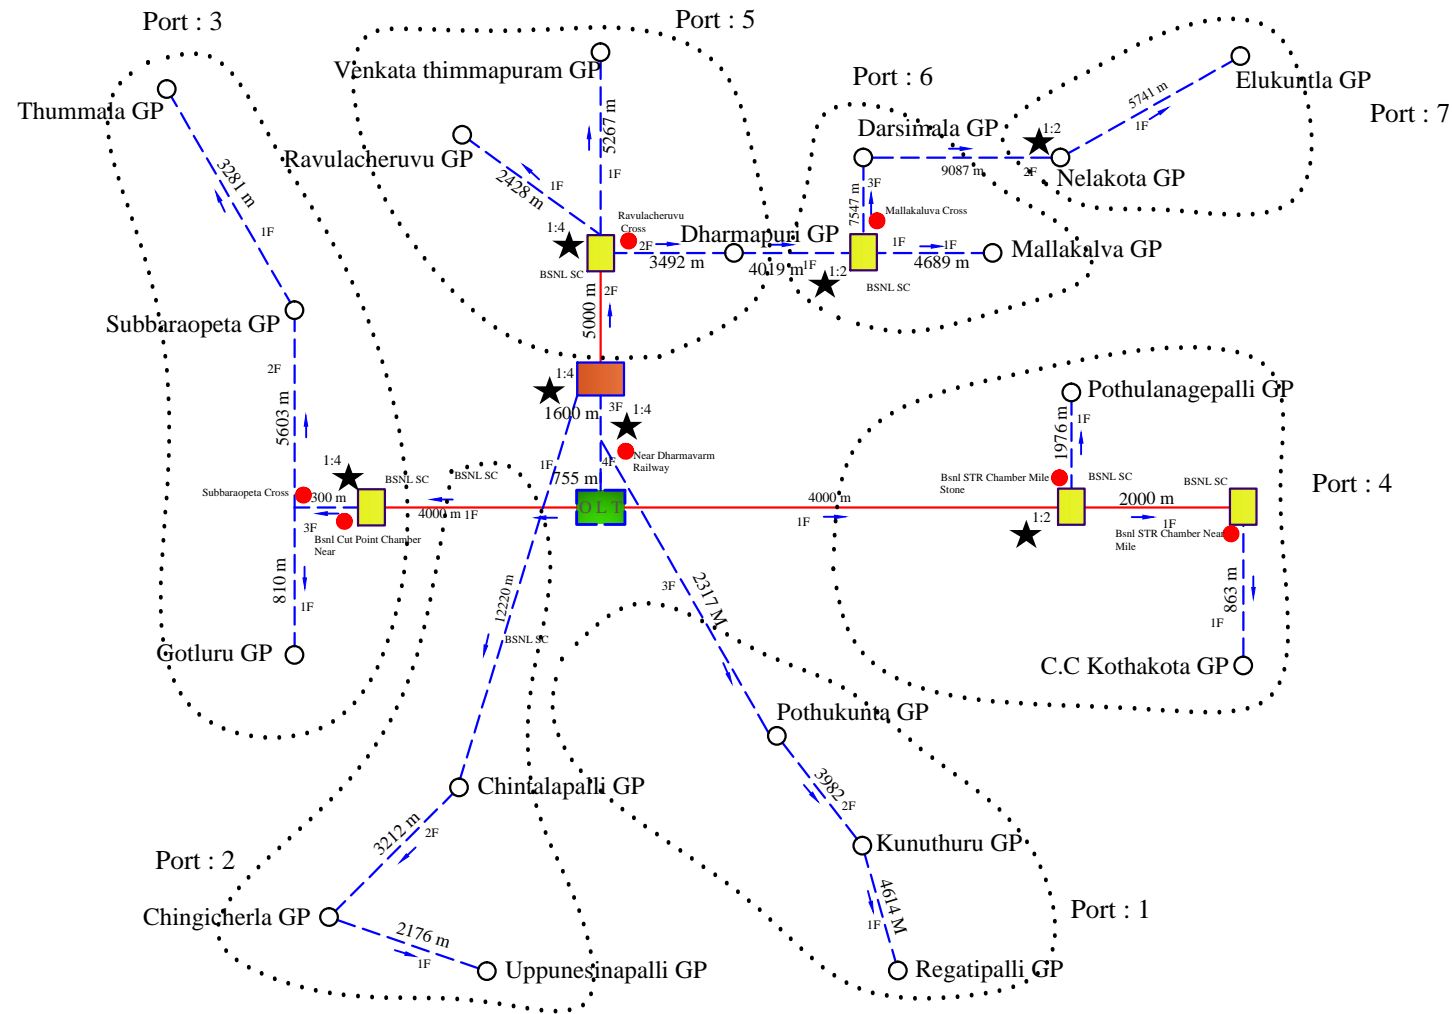 Port : 3
Port : 5
Venkata thimmapuram GP
Port : 6
Elukuntla GP
Thummala GP
5741 m
1F
Port : 7
Ravulacheruvu GP
5267 m
1F
Darsimala GP
1:2
9087 m
2F
Nelakota GP
3281 m
1F
2428 m
1F
7547 m
3F
Mallakaluva Cross
1:4
Ravulacheruvu
Cross
2F
3492 m
Dharmapuri GP
4019 m
1F
1:2
1F
1F
4689 m
Mallakalva GP
BSNL SC
BSNL SC
5000 m
2F
Subbaraopeta GP
2F
5603 m
1:4
1600 m
3F
1:4
Pothulanagepalli GP
1976 m
1F
Near Dharmavarm
Railway
4F
755 m
1F
1:4
BSNL SC
BSNL SC
Subbaraopeta Cross
300 m
3F
Bsnl Cut Point Chamber
Near
4000 m
1F
OLT
4000 m
1F
Bsnl STR Chamber Mile
Stone
BSNL SC
1:2
2000 m
1F
BSNL SC
Bsnl STR Chamber Near
Mile
Port : 4
810 m
1F
12220 m
BSNL SC
3F
2317 M
863 m
1F
Gotluru GP
C.C Kothakota GP
Pothukunta GP
Chintalapalli GP
3982
2F
3212 m
2F
Kunuthuru GP
Port : 2
4614 M
1F
Port : 1
Chingicherla GP
2176 m
1F
Uppunesinapalli GP
Regatipalli GP